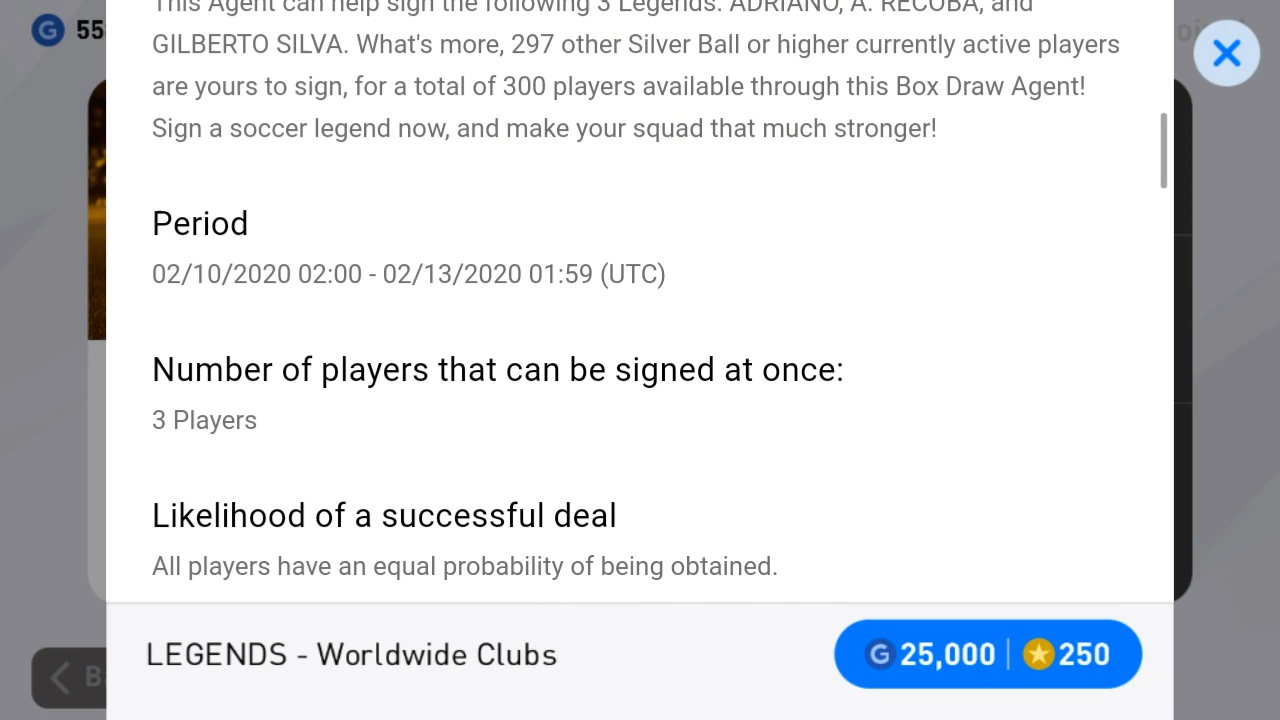 This Agent can help sign the following 3 Legends: ADRIANO, A. RECOBA, and
55
GILBERTO SILVA. What's more, 297 other Silver Ball or higher currently active players
are yours to sign, for a total of 300 players available through this Box Draw Agent!
Sign a soccer legend now, and make your squad that much stronger!
Period
02/10/2020 02:00 - 02/13/2020 01:59 (UTC)
Number of players that can be signed at once:
3 Players
Likelihood of a successful deal
All players have an equal probability of being obtained.
LEGENDS - Worldwide Clubs
G 25,000 | 250